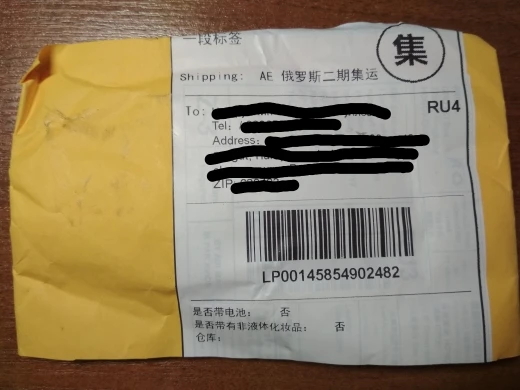 一段标签
集
Shipping: AE 俄罗斯二期集运
To:
RU4
Tel:
Address:
ZIP:
LP00145854902482
是否带电池: 否
是否带有非液体化妆品: 否
仓库: